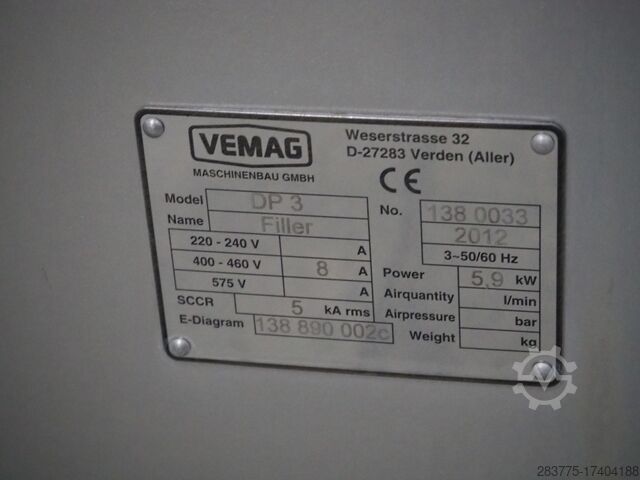 VEMAG
MASCHINENBAU GMBH
Weserstrasse 32
D-27283 Verden (Aller)
CE
Model DP 3
Name Filler
No. 138 0033
2012
3~50/60 Hz
220 - 240 V A
400 - 460 V 8 A
575 V A
SCCR 5 kA rms
E-Diagram 138 890 002c
Power 5,9 kW
Airquantity l/min
Airpressure bar
Weight kg
283775-17404188